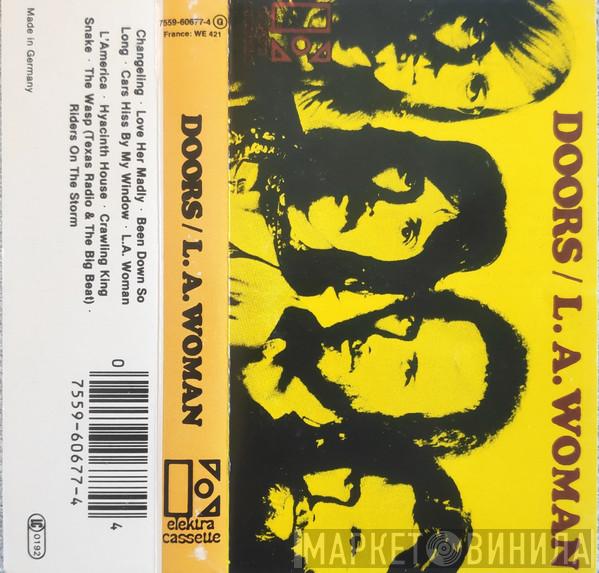 Made in Germany
Changeling · Love Her Madly · Been Down So
Long · Cars Hiss By My Window · L.A. Woman
L'America · Hyacinth House · Crawling King
Snake · The Wasp (Texas Radio & The Big Beat) ·
Riders On The Storm
0
7559-60677-4
4
LC 0192
7559-60677-4 G
France: WE 421
DOORS/L.A.WOMAN
elektra
cassette
DOORS/L.A.WOMAN
МАРКЕТ ВИНИЛА